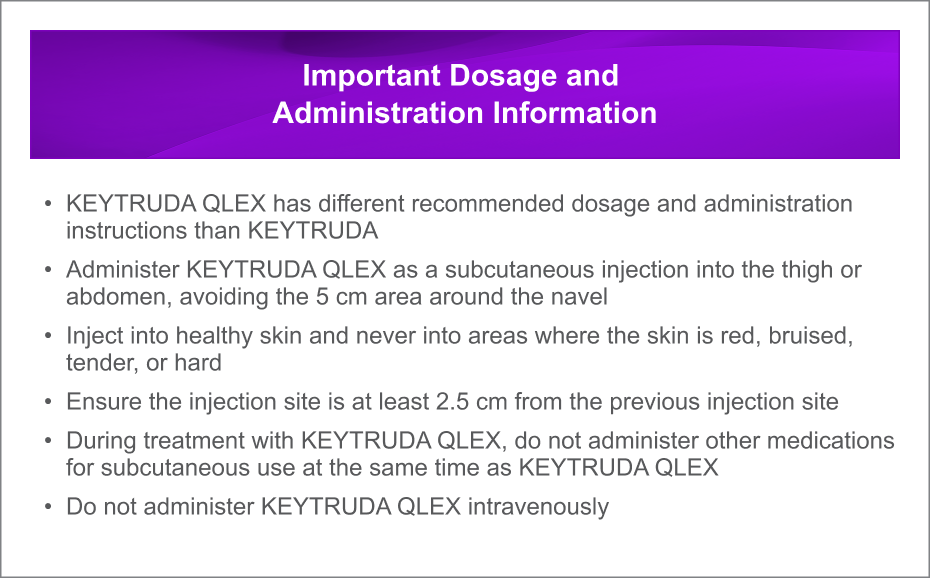 Important Dosage and
Administration Information
• KEYTRUDA QLEX has different recommended dosage and administration
instructions than KEYTRUDA
• Administer KEYTRUDA QLEX as a subcutaneous injection into the thigh or
abdomen, avoiding the 5 cm area around the navel
• Inject into healthy skin and never into areas where the skin is red, bruised,
tender, or hard
• Ensure the injection site is at least 2.5 cm from the previous injection site
• During treatment with KEYTRUDA QLEX, do not administer other medications
for subcutaneous use at the same time as KEYTRUDA QLEX
• Do not administer KEYTRUDA QLEX intravenously